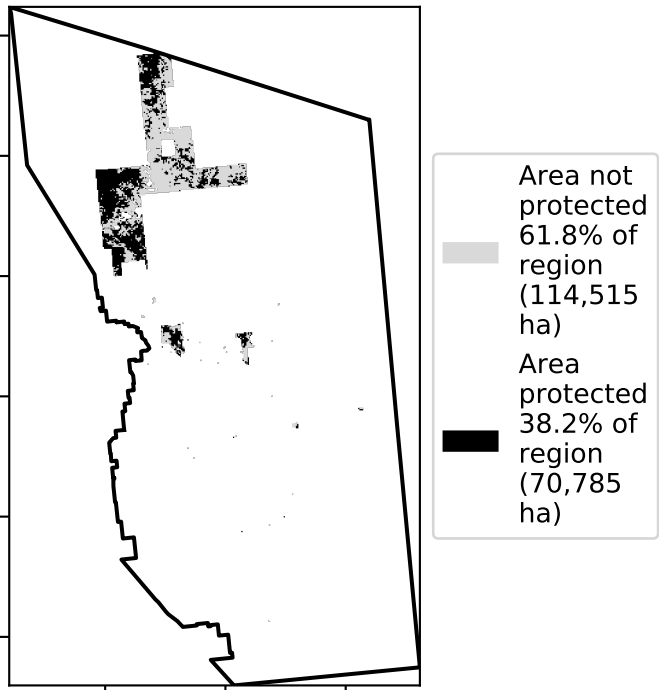 Area not
protected
61.8% of
region
(114,515
ha)
Area
protected
38.2% of
region
(70,785
ha)